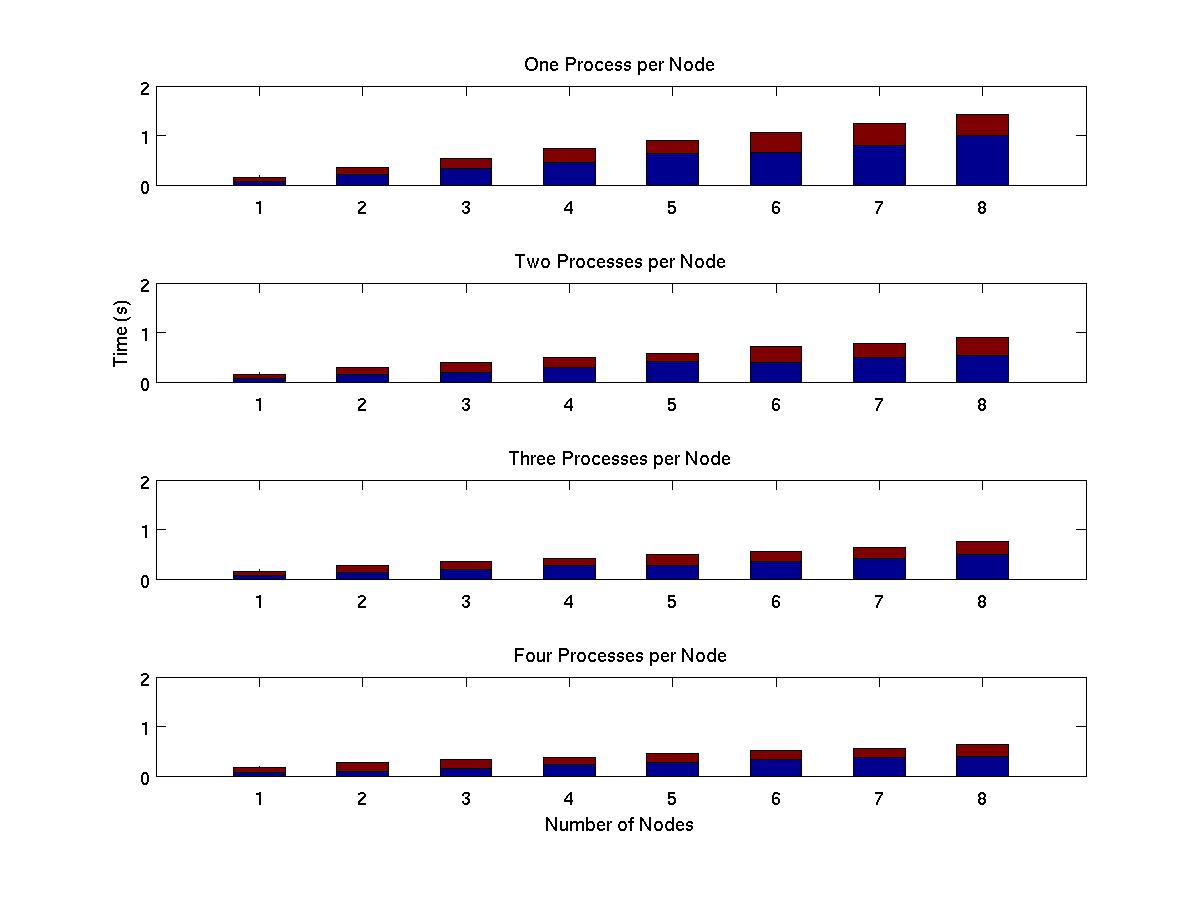 One Process per Node
2
1
0
1 2 3 4 5 6 7 8
Two Processes per Node
2
1
0
1 2 3 4 5 6 7 8
Time (s)
Three Processes per Node
2
1
0
1 2 3 4 5 6 7 8
Four Processes per Node
2
1
0
1 2 3 4 5 6 7 8
Number of Nodes